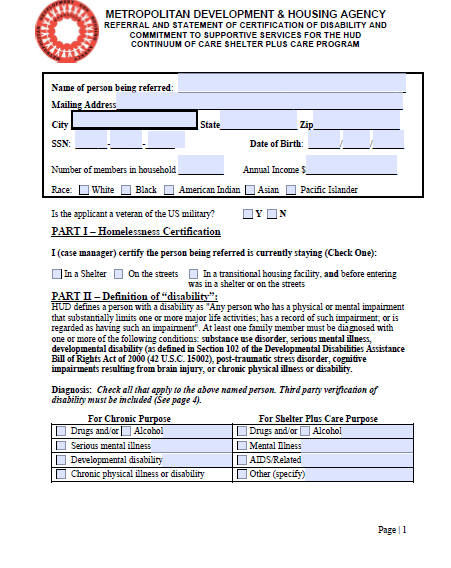 METROPOLITAN DEVELOPMENT & HOUSING AGENCY
REFERRAL AND STATEMENT OF CERTIFICATION OF DISABILITY AND
COMMITMENT TO SUPPORTIVE SERVICES FOR THE HUD
CONTINUUM OF CARE SHELTER PLUS CARE PROGRAM
Name of person being referred:
Mailing Address
City State Zip
SSN: - - Date of Birth: / /
Number of members in household Annual Income $
Race: White Black American Indian Asian Pacific Islander
Is the applicant a veteran of the US military? Y N
PART I – Homelessness Certification
I (case manager) certify the person being referred is currently staying (Check One):
In a Shelter On the streets In a transitional housing facility, and before entering
was in a shelter or on the streets
PART II – Definition of “disability”:
HUD defines a person with a disability as "Any person who has a physical or mental impairment
that substantially limits one or more major life activities; has a record of such impairment; or is
regarded as having such an impairment". At least one family member must be diagnosed with
one or more of the following conditions: substance use disorder, serious mental illness,
developmental disability (as defined in Section 102 of the Developmental Disabilities Assistance
Bill of Rights Act of 2000 (42 U.S.C. 15002), post-traumatic stress disorder, cognitive
impairments resulting from brain injury, or chronic physical illness or disability.
Diagnosis: Check all that apply to the above named person. Third party verification of
disability must be included (See page 4).
For Chronic Purpose For Shelter Plus Care Purpose
Drugs and/or Alcohol Drugs and/or Alcohol
Serious mental illness Mental Illness
Developmental disability AIDS/Related
Chronic physical illness or disability Other (specify)
Page | 1